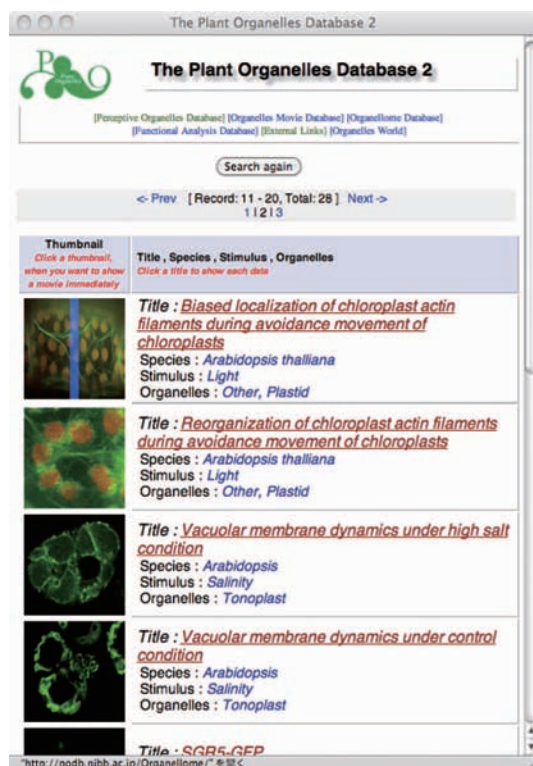 The Plant Organelles Database 2
The Plant Organelles Database 2
[Perceptive Organelles Database] [Organelles Movie Database] [Organellome Database]
[Functional Analysis Database] [External Links] [Organelles World]
Search again
<- Prev [ Record: 11 - 20, Total: 28 ] Next ->
1 | 2 | 3
Thumbnail
Click a thumbnail,
when you want to show
a movie immediately
Title , Species , Stimulus , Organelles
Click a title to show each data
Title : Biased localization of chloroplast actin
filaments during avoidance movement of
chloroplasts
Species : Arabidopsis thalliana
Stimulus : Light
Organelles : Other, Plastid
Title : Reorganization of chloroplast actin filaments
during avoidance movement of chloroplasts
Species : Arabidopsis thalliana
Stimulus : Light
Organelles : Other, Plastid
Title : Vacuolar membrane dynamics under high salt
condition
Species : Arabidopsis
Stimulus : Salinity
Organelles : Tonoplast
Title : Vacuolar membrane dynamics under control
condition
Species : Arabidopsis
Stimulus : Salinity
Organelles : Tonoplast
Title : SGR5-GFP
"http://podb.nibb.ac.jp/Organellome/" を開く